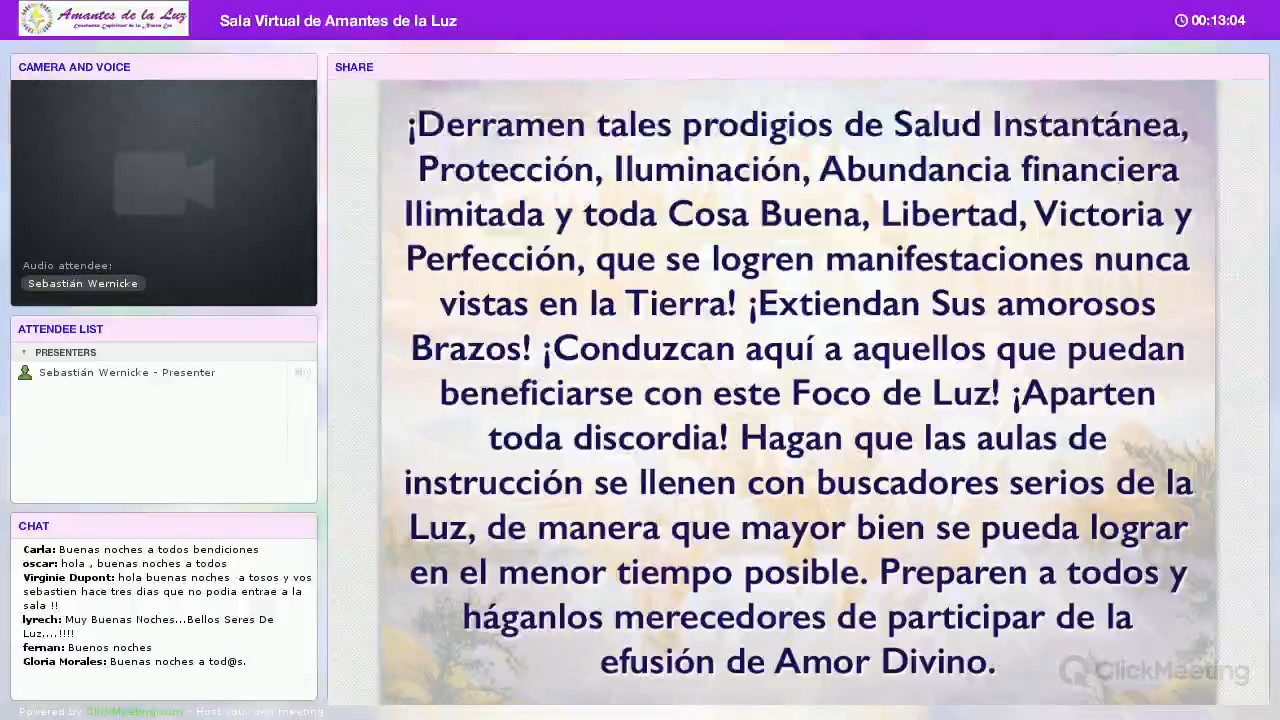 Amantes de la Luz
Sala Virtual de Amantes de la Luz
00:13:04
CAMERA AND VOICE
Audio attendee:
Sebastián Wernicke
ATTENDEE LIST
PRESENTERS
Sebastián Wernicke - Presenter
CHAT
Carla: Buenas noches a todos bendiciones
oscar: hola , buenas noches a todos
Virginie Dupont: hola buenas noches a tosos y vos
sebastien hace tres dias que no podia entrae a la
sala !!
lyrech: Muy Buenas Noches...Bellos Seres De
Luz....!!!!
fernan: Buenos noches
Gloria Morales: Buenas noches a tod@s.
Powered by ClickMeeting.com - Host your own meeting
SHARE
¡Derramen tales prodigios de Salud Instantánea,
Protección, Iluminación, Abundancia financiera
Ilimitada y toda Cosa Buena, Libertad, Victoria y
Perfección, que se logren manifestaciones nunca
vistas en la Tierra! ¡Extiendan Sus amorosos
Brazos! ¡Conduzcan aquí a aquellos que puedan
beneficiarse con este Foco de Luz! ¡Aparten
toda discordia! Hagan que las aulas de
instrucción se llenen con buscadores serios de la
Luz, de manera que mayor bien se pueda lograr
en el menor tiempo posible. Preparen a todos y
háganlos merecedores de participar de la
efusión de Amor Divino.
ClickMeeting